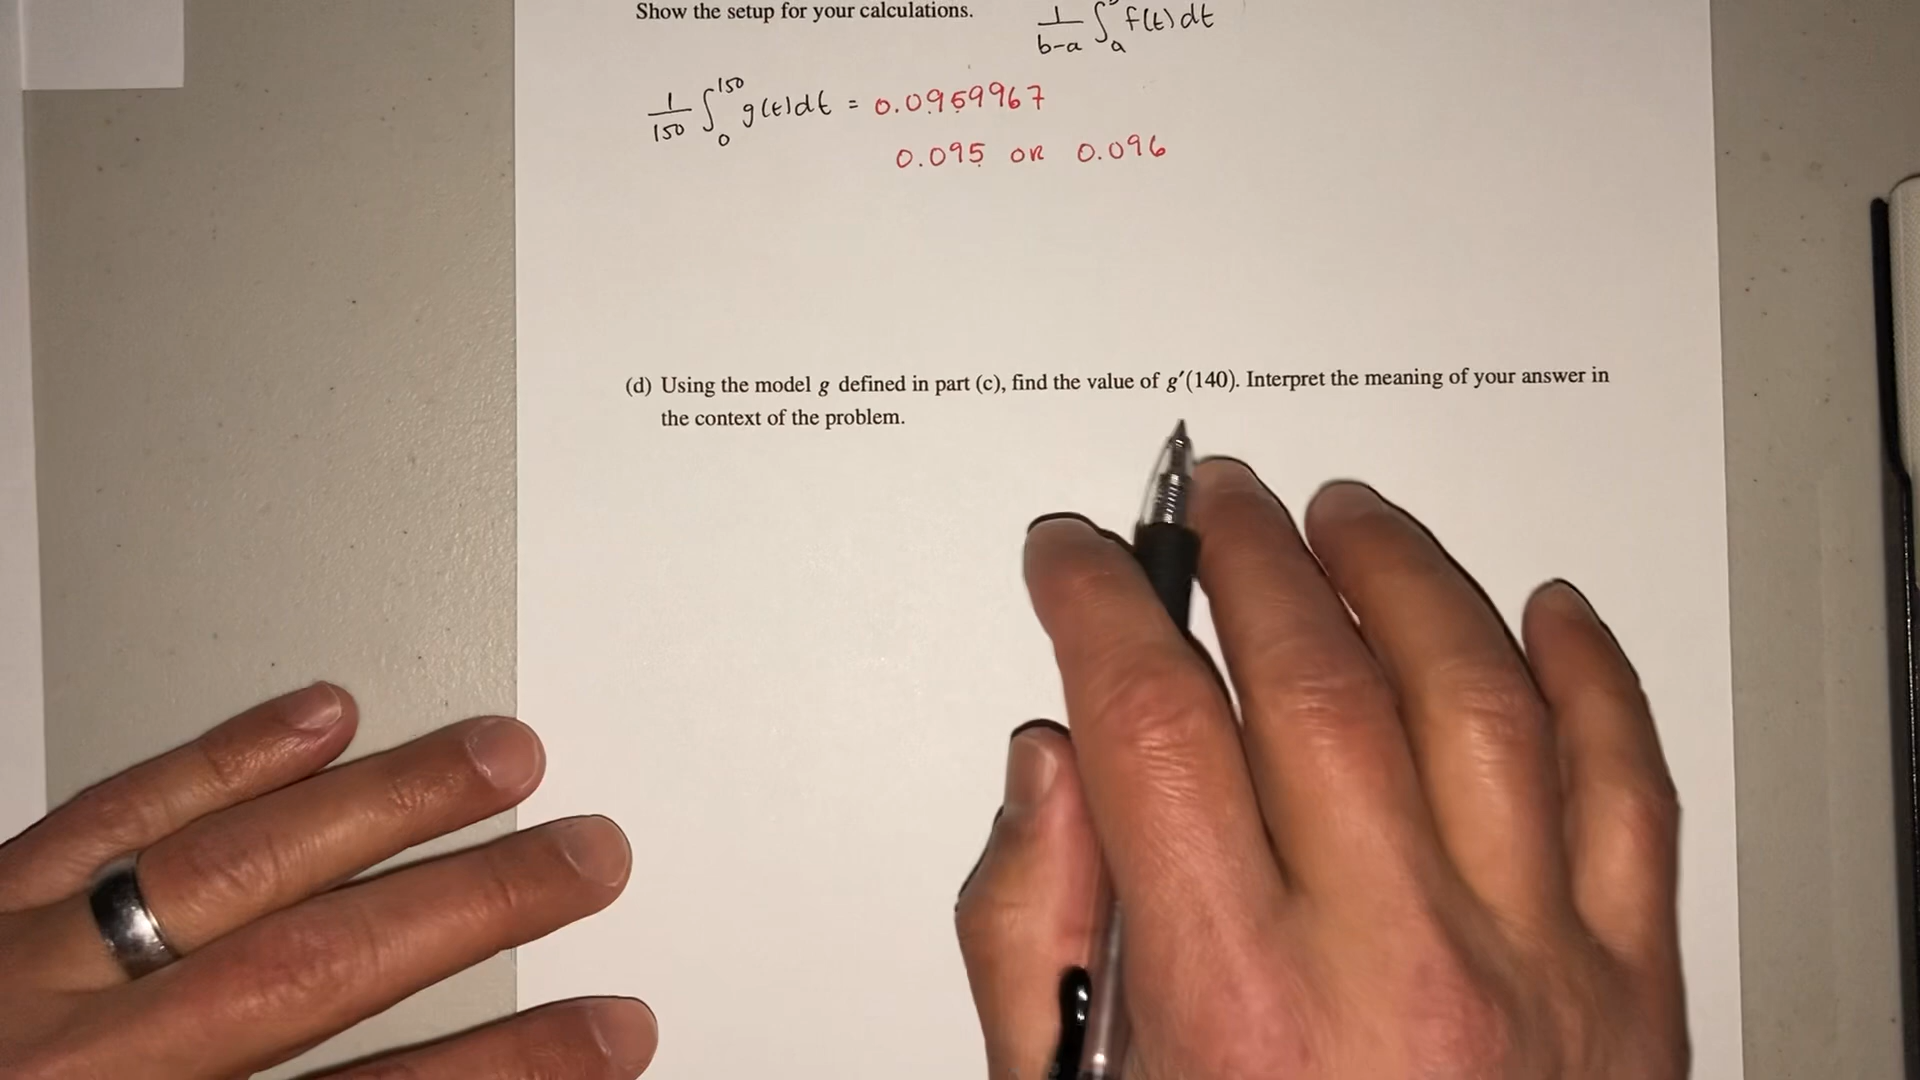 Show the setup for your calculations.
1/(b-a) ∫_a f(t)dt
1/150 ∫_0^150 g(t)dt = 0.0959967
0.095 OR 0.096
(d) Using the model g defined in part (c), find the value of g′(140). Interpret the meaning of your answer in
the context of the problem.